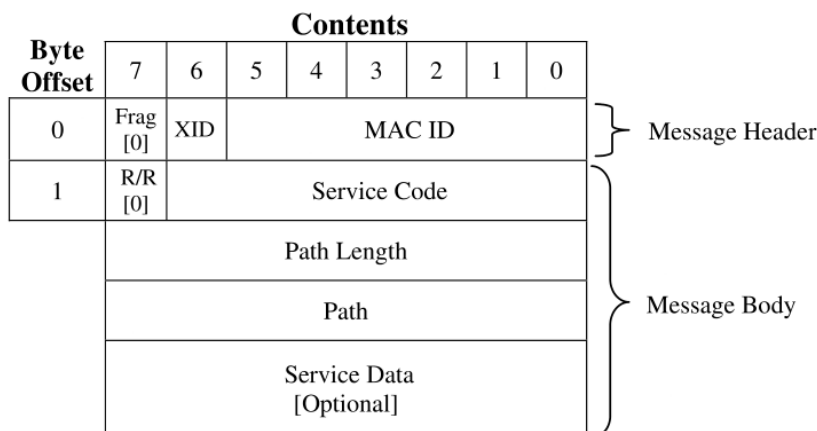 Contents
Byte
Offset
7 6 5 4 3 2 1 0
0
Frag
[0]
XID
MAC ID
Message Header
1
R/R
[0]
Service Code
Path Length
Path
Message Body
Service Data
[Optional]